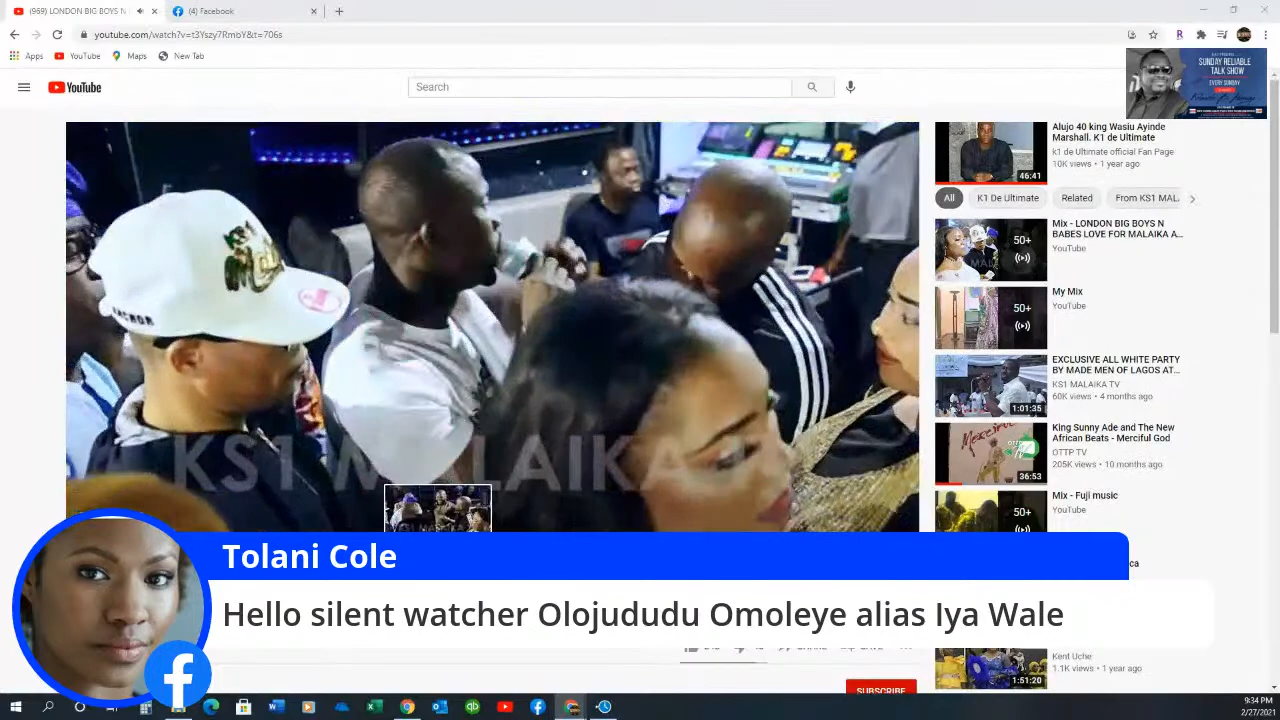 (969) LONDON BIG BOYS N
(4) Facebook
youtube.com/watch?v=t3Yszy7RmbY&t=706s
Apps
YouTube
Maps
New Tab
SUNDAY RELIABLE
TALK SHOW
EVERY SUNDAY
YouTube
Search
KS1 MALAIKA
Alujo 40 king Wasiu Ayinde
Marshall. K1 de Ultimate
K1 de Ultimate official Fan Page
10K views • 1 year ago
46:41
All
K1 De Ultimate
Related
From KS1 MAL
Mix - LONDON BIG BOYS N
BABES LOVE FOR MALAIKA A...
YouTube
50+
My Mix
YouTube
50+
EXCLUSIVE ALL WHITE PARTY
BY MADE MEN OF LAGOS AT...
KS1 MALAIKA TV
60K views • 4 months ago
1:01:35
King Sunny Ade and The New
African Beats - Merciful God
OTTP TV
205K views • 10 months ago
36:53
Mix - Fuji music
YouTube
50+
Tolani Cole
Hello silent watcher Olojududu Omoleye alias Iya Wale
Kent Uche
1.1K views • 1 year ago
1:51:20
SUBSCRIBE
9:34 PM
2/27/2021